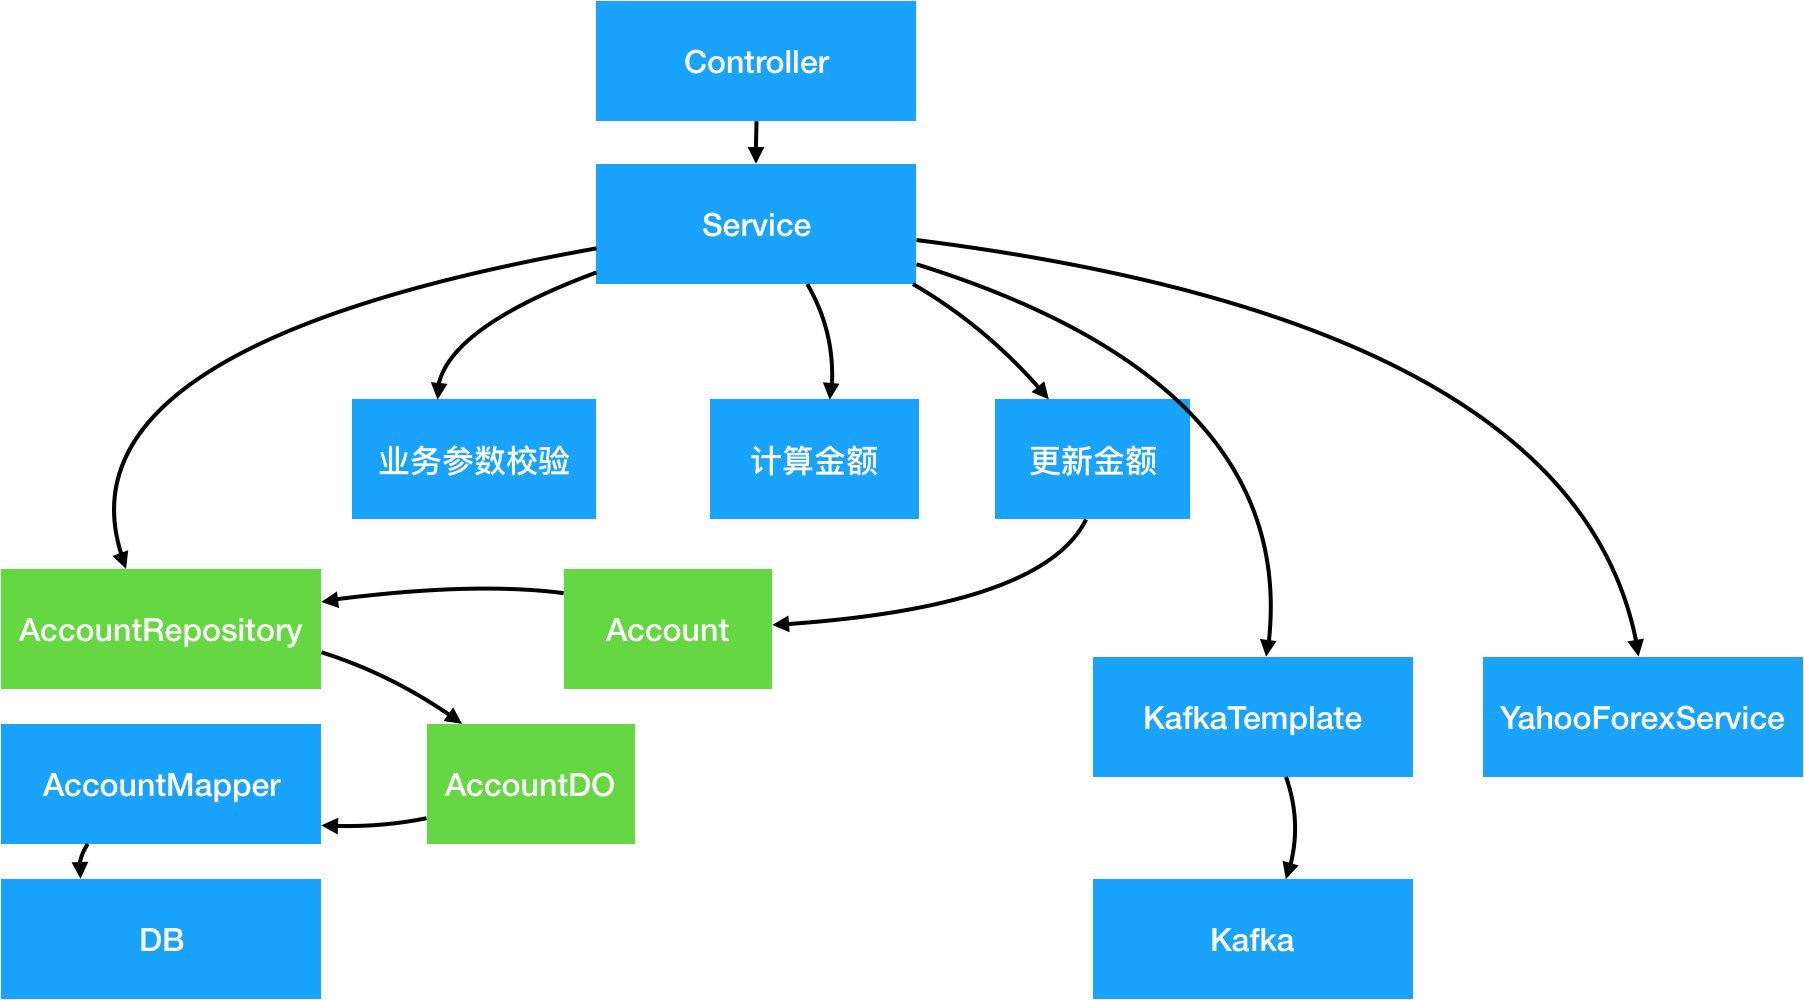 Controller
Service
业务参数校验
计算金额
更新金额
AccountRepository
Account
KafkaTemplate
YahooForexService
AccountMapper
AccountDO
DB
Kafka